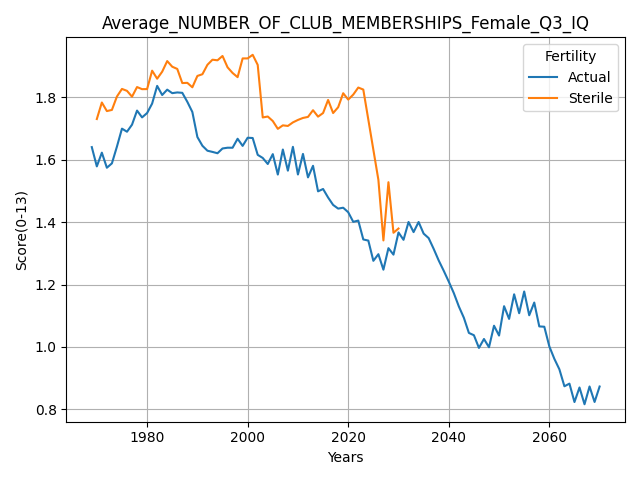 Average_NUMBER_OF_CLUB_MEMBERSHIPS_Female_Q3_IQ
Fertility
Actual
Sterile
Score(0-13)
1.8
1.6
1.4
1.2
1.0
0.8
1980 2000 2020 2040 2060
Years